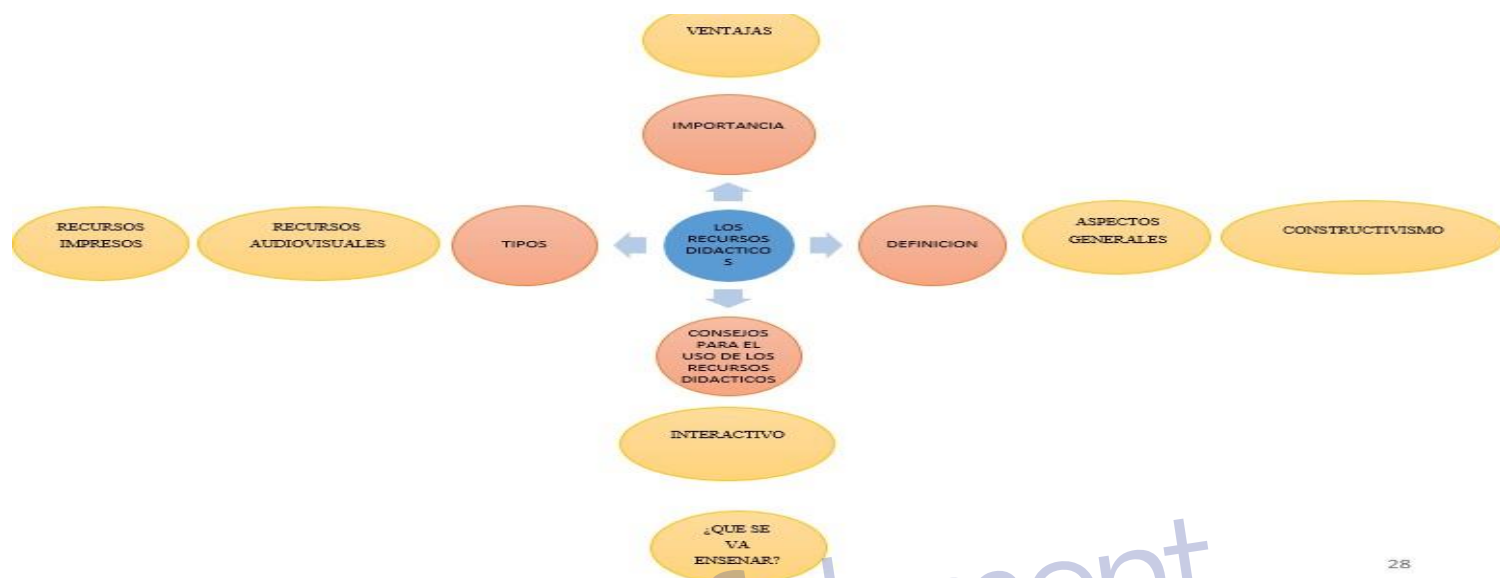 VENTAJAS
IMPORTANCIA
RECURSOS
IMPRESOS
RECURSOS
AUDIOVISUALES
TIPOS
LOS
RECURSOS
DIDACTICO
S
DEFINICION
ASPECTOS
GENERALES
CONSTRUCTIVISMO
CONSEJOS
PARA EL
USO DE LOS
RECURSOS
DIDACTICOS
INTERACTIVO
¿QUE SE
VA
ENSENAR?
28